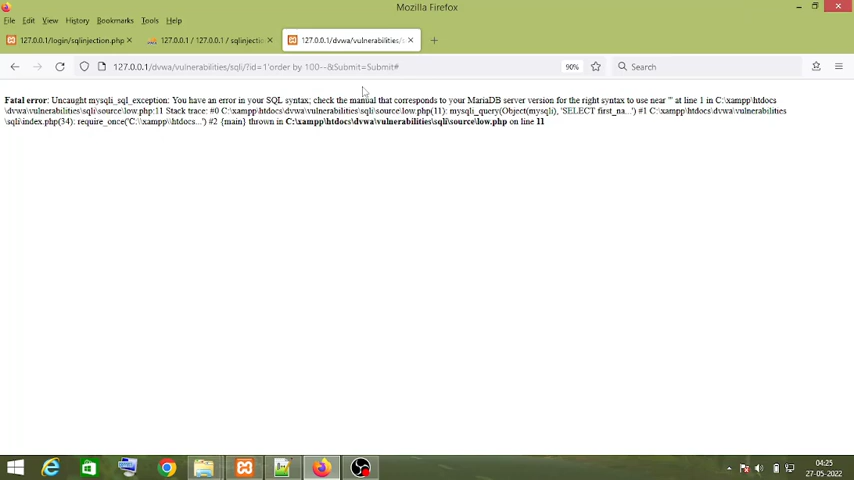 Mozilla Firefox
File Edit View History Bookmarks Tools Help
127.0.0.1/login/sqlinjection.php
127.0.0.1 / 127.0.0.1 / sqlinjectic
127.0.0.1/dvwa/vulnerabilities/
127.0.0.1/dvwa/vulnerabilities/sqli/?id=1'order by 100--&Submit=Submit#
90%
Search
Fatal error: Uncaught mysqli_sql_exception: You have an error in your SQL syntax; check the manual that corresponds to your MariaDB server version for the right syntax to use near '' at line 1 in C:\xampp\htdocs
\dvwa\vulnerabilities\sqli\source\low.php:11 Stack trace: #0 C:\xampp\htdocs\dvwa\vulnerabilities\sqli\source\low.php(11): mysqli_query(Object(mysqli), 'SELECT first_na...') #1 C:\xampp\htdocs\dvwa\vulnerabilities
\sqli\index.php(34): require_once('C:\\xampp\\htdocs...') #2 {main} thrown in C:\xampp\htdocs\dvwa\vulnerabilities\sqli\source\low.php on line 11
04:25
27-05-2022